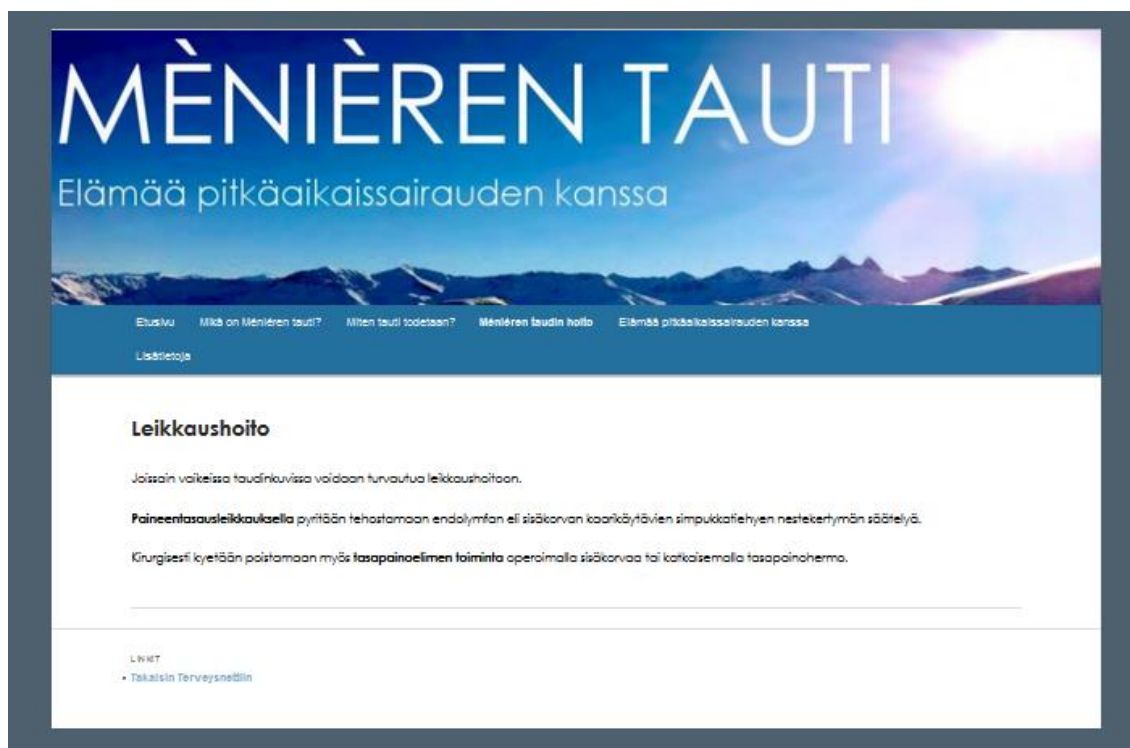 MÈNIÈREN TAUTI
Elämää pitkäaikaissairauden kanssa
Etusivu Mikä on Ménièren tauti? Miten tauti todetaan? Ménièren taudin hoito Elämää pitkäaikaissairauden kanssa
Lisätietoja
Leikkaushoito
Joissain vaikeissa taudinkuvissa voidaan turvautua leikkaushoitoon.
Paineentasausleikkauksella pyritään tehostamaan endolymfan eli sisäkorvan kaarikäytävien simpukkatiehyen nestekertymän säätelyä.
Kirurgisesti kyetään poistamaan myös tasapainoelimen toiminta operoimalla sisäkorvaa tai katkaisemalla tasapainohermo.
LINKIT
• Takaisin Terveysnettiin